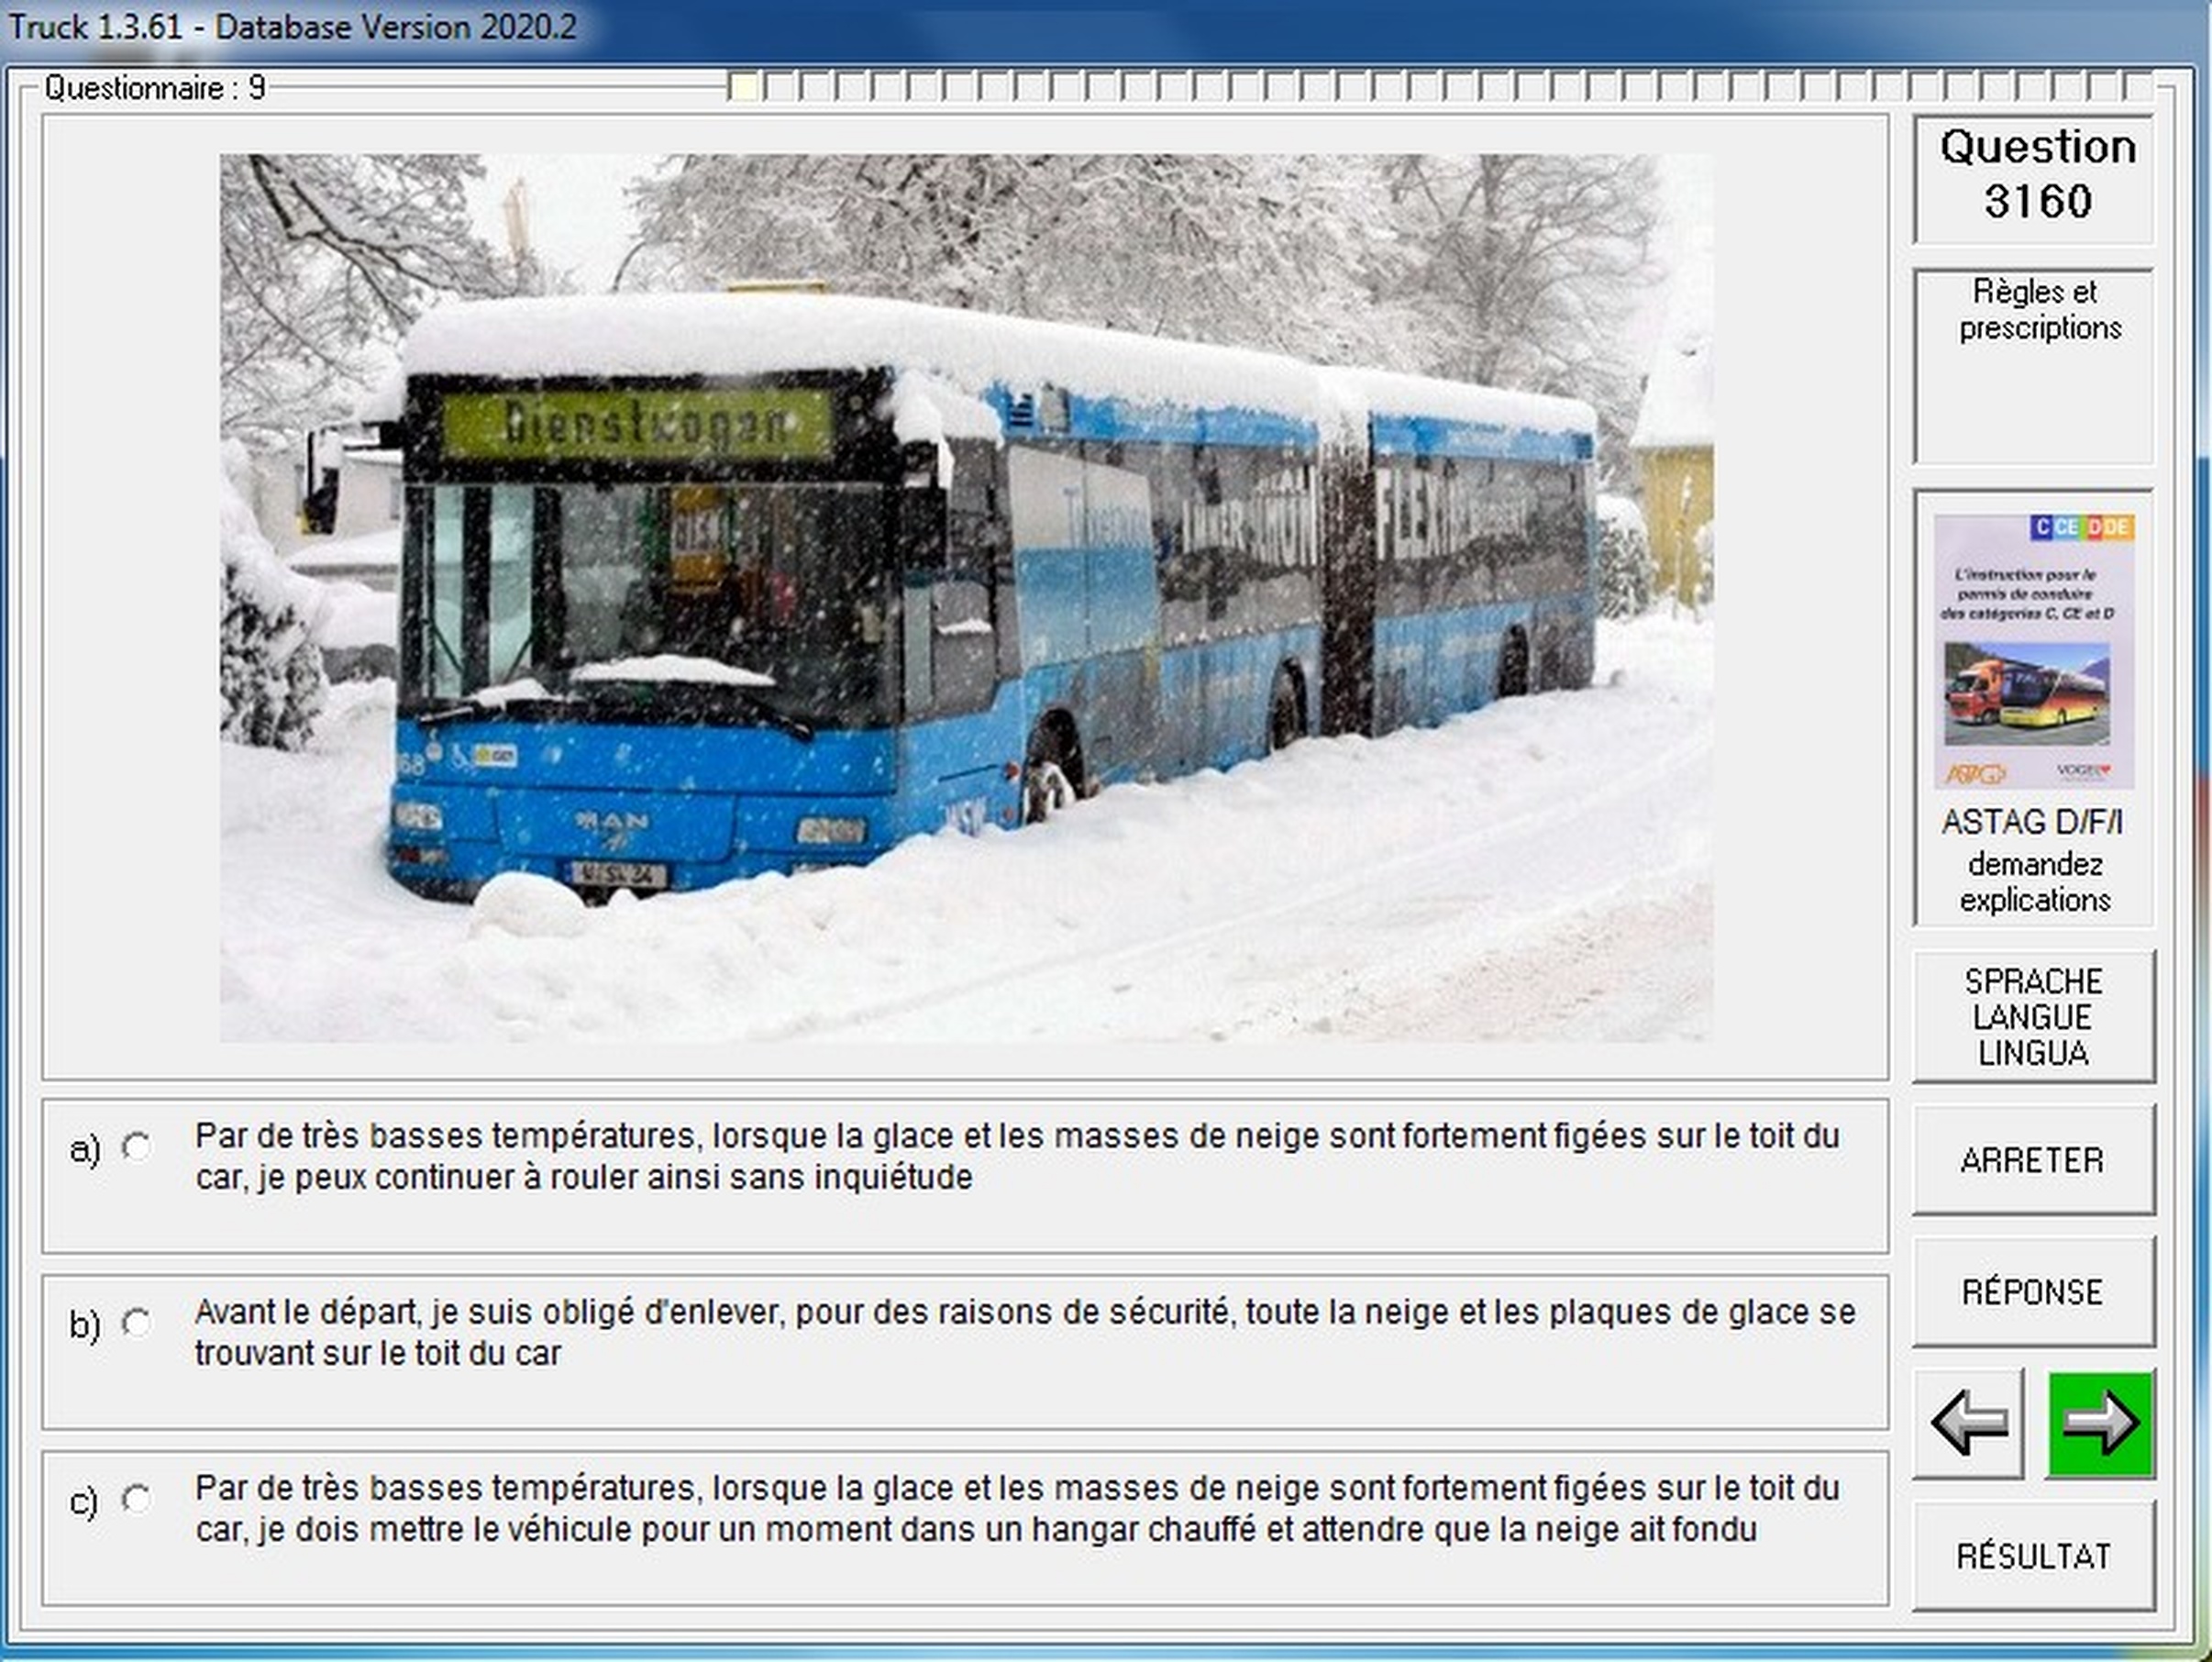 Truck 1.3.61 - Database Version 2020.2
Questionnaire : 9
Dienstwagen
MAN
Question
3160
Règles et
prescriptions
C CE D DE
L'instruction pour le
permis de conduire
des catégories C, CE et D
ASTAG
VOGEL
ASTAG D/F/I
demandez
explications
SPRACHE
LANGUE
LINGUA
ARRETER
RÉPONSE
RÉSULTAT
a) Par de très basses températures, lorsque la glace et les masses de neige sont fortement figées sur le toit du
car, je peux continuer à rouler ainsi sans inquiétude
b) Avant le départ, je suis obligé d'enlever, pour des raisons de sécurité, toute la neige et les plaques de glace se
trouvant sur le toit du car
c) Par de très basses températures, lorsque la glace et les masses de neige sont fortement figées sur le toit du
car, je dois mettre le véhicule pour un moment dans un hangar chauffé et attendre que la neige ait fondu